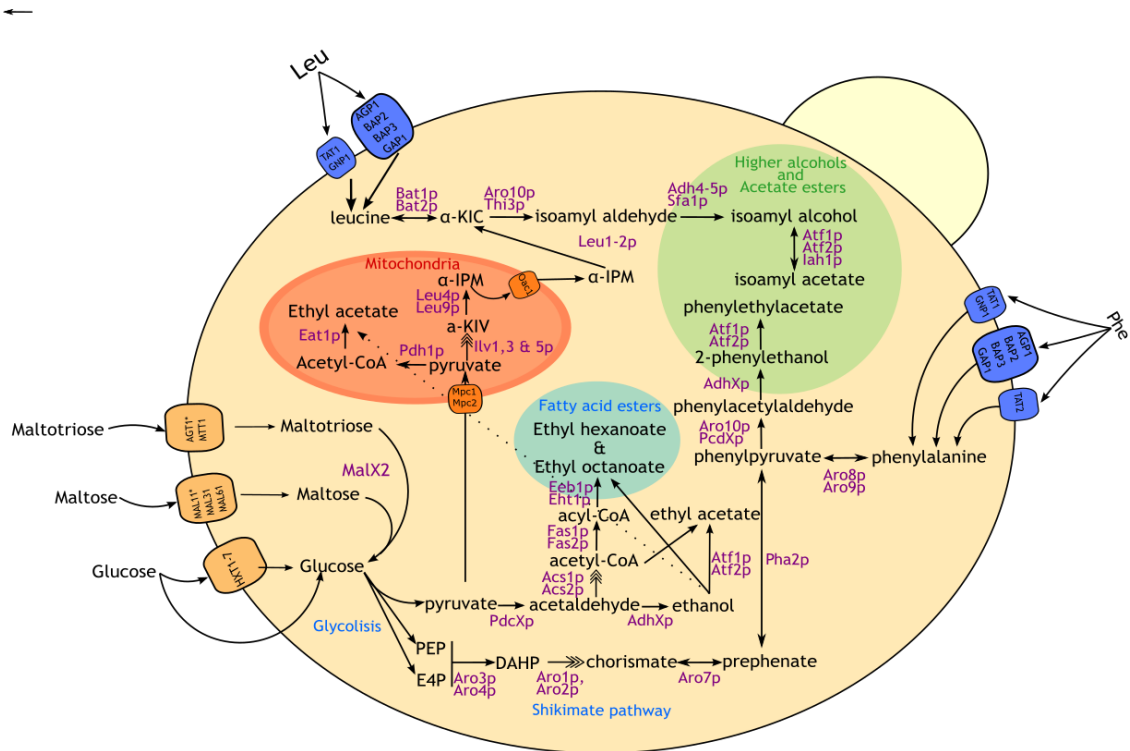 Leu
AGP1
BAP2
BAP3
GAP1
TAT1
GNP1
Higher alcohols
and
Acetate esters
leucine
Bat1p
Bat2p
α-KIC
Aro10p
Thi3p
isoamyl aldehyde
Adh4-5p
Sfa1p
isoamyl alcohol
Atf1p
Atf2p
Iah1p
isoamyl acetate
Leu1-2p
α-IPM
Oac1
Mitochondria
α-IPM
Leu4p
Leu9p
a-KIV
Ilv1,3 & 5p
Ethyl acetate
Eat1p
Acetyl-CoA
Pdh1p
pyruvate
Mpc1
Mpc2
phenylethylacetate
Atf1p
Atf2p
2-phenylethanol
AdhXp
phenylacetylaldehyde
Aro10p
PcdXp
phenylpyruvate
Aro8p
Aro9p
phenylalanine
TAT1
GNP1
AGP1
BAP2
BAP3
GAP1
TAT2
Phe
Fatty acid esters
Ethyl hexanoate
&
Ethyl octanoate
Eeb1p
Eht1p
acyl-CoA
ethyl acetate
Fas1p
Fas2p
acetyl-CoA
Atf1p
Atf2p
Pha2p
Acs1p
Acs2p
Maltotriose
AGT1*
MTT1
Maltotriose
MalX2
Maltose
MAL11*
MAL31
MAL61
Maltose
Glucose
HXT1-7
Glucose
Glycolisis
pyruvate
PdcXp
acetaldehyde
AdhXp
ethanol
PEP
E4P
Aro3p
Aro4p
DAHP
Aro1p,
Aro2p
chorismate
Aro7p
prephenate
Shikimate pathway